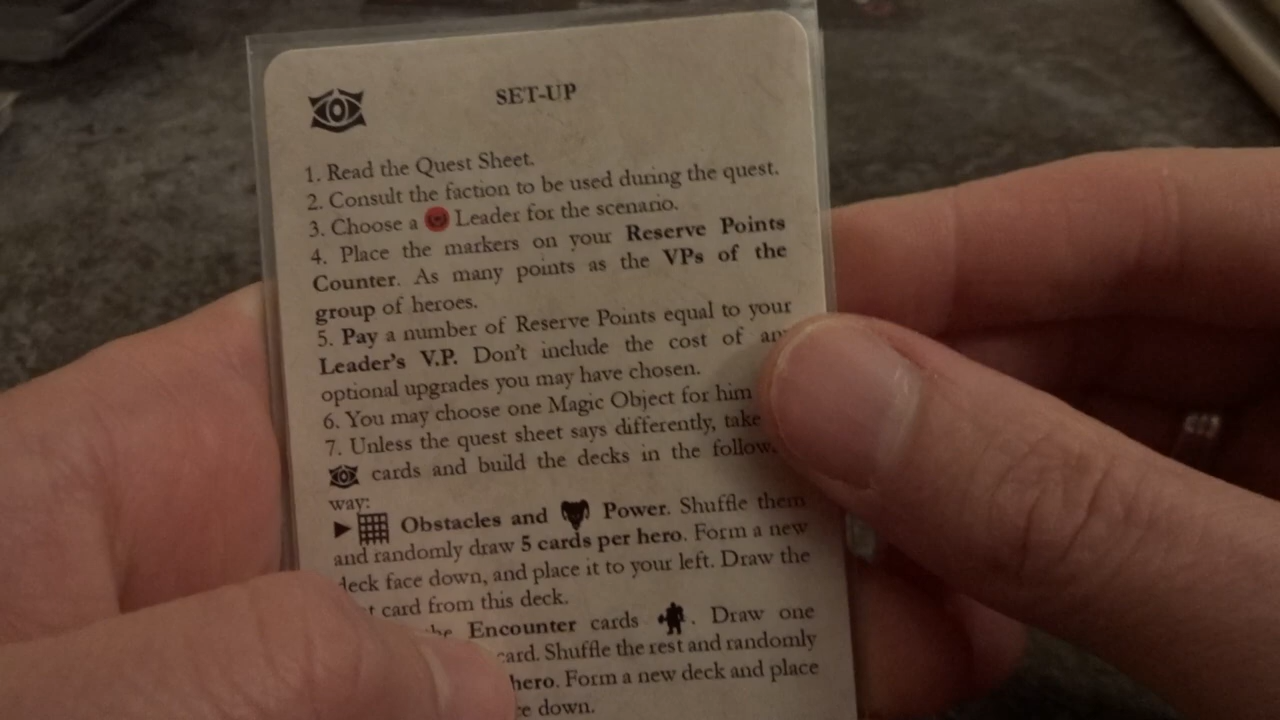 SET-UP
1. Read the Quest Sheet.
2. Consult the faction to be used during the quest.
3. Choose a Leader for the scenario.
4. Place the markers on your Reserve Points
Counter. As many points as the VPs of the
group of heroes.
5. Pay a number of Reserve Points equal to your
Leader's V.P. Don't include the cost of
optional upgrades you may have chosen.
6. You may choose one Magic Object for him
7. Unless the quest sheet says differently, take
cards and build the decks in the
way:
► Obstacles and Power. Shuffle them
and randomly draw 5 cards per hero. Form a new
deck face down, and place it to your left. Draw the
card from this deck.
Encounter cards . Draw one
card. Shuffle the rest and randomly
hero. Form a new deck and place
down.